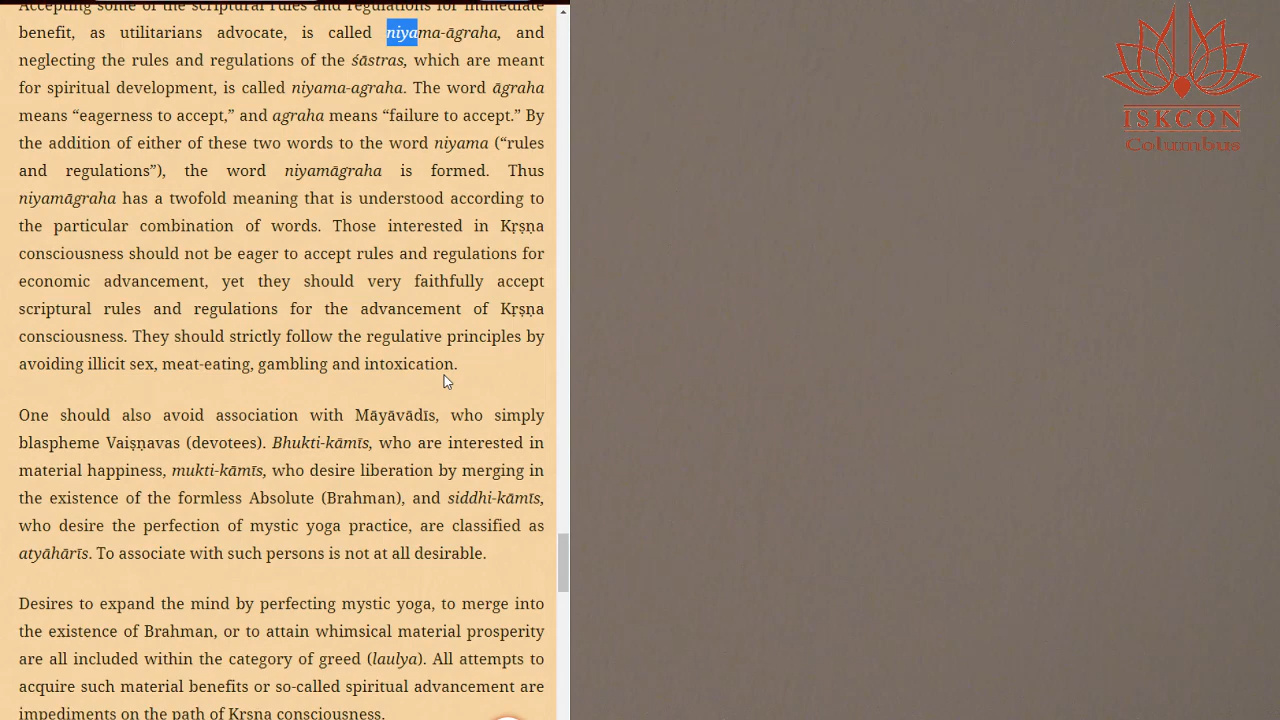 Accepting some of the scriptural rules and regulations for immediate
benefit, as utilitarians advocate, is called niyama-āgraha, and
neglecting the rules and regulations of the śāstras, which are meant
for spiritual development, is called niyama-agraha. The word āgraha
means “eagerness to accept,” and agraha means “failure to accept.” By
the addition of either of these two words to the word niyama (“rules
and regulations”), the word niyamāgraha is formed. Thus
niyamāgraha has a twofold meaning that is understood according to
the particular combination of words. Those interested in Kṛṣṇa
consciousness should not be eager to accept rules and regulations for
economic advancement, yet they should very faithfully accept
scriptural rules and regulations for the advancement of Kṛṣṇa
consciousness. They should strictly follow the regulative principles by
avoiding illicit sex, meat-eating, gambling and intoxication.
One should also avoid association with Māyāvādīs, who simply
blaspheme Vaiṣṇavas (devotees). Bhukti-kāmīs, who are interested in
material happiness, mukti-kāmīs, who desire liberation by merging in
the existence of the formless Absolute (Brahman), and siddhi-kāmīs,
who desire the perfection of mystic yoga practice, are classified as
atyāhārīs. To associate with such persons is not at all desirable.
Desires to expand the mind by perfecting mystic yoga, to merge into
the existence of Brahman, or to attain whimsical material prosperity
are all included within the category of greed (laulya). All attempts to
acquire such material benefits or so-called spiritual advancement are
impediments on the path of Kṛṣṇa consciousness.
ISKCON
Columbus